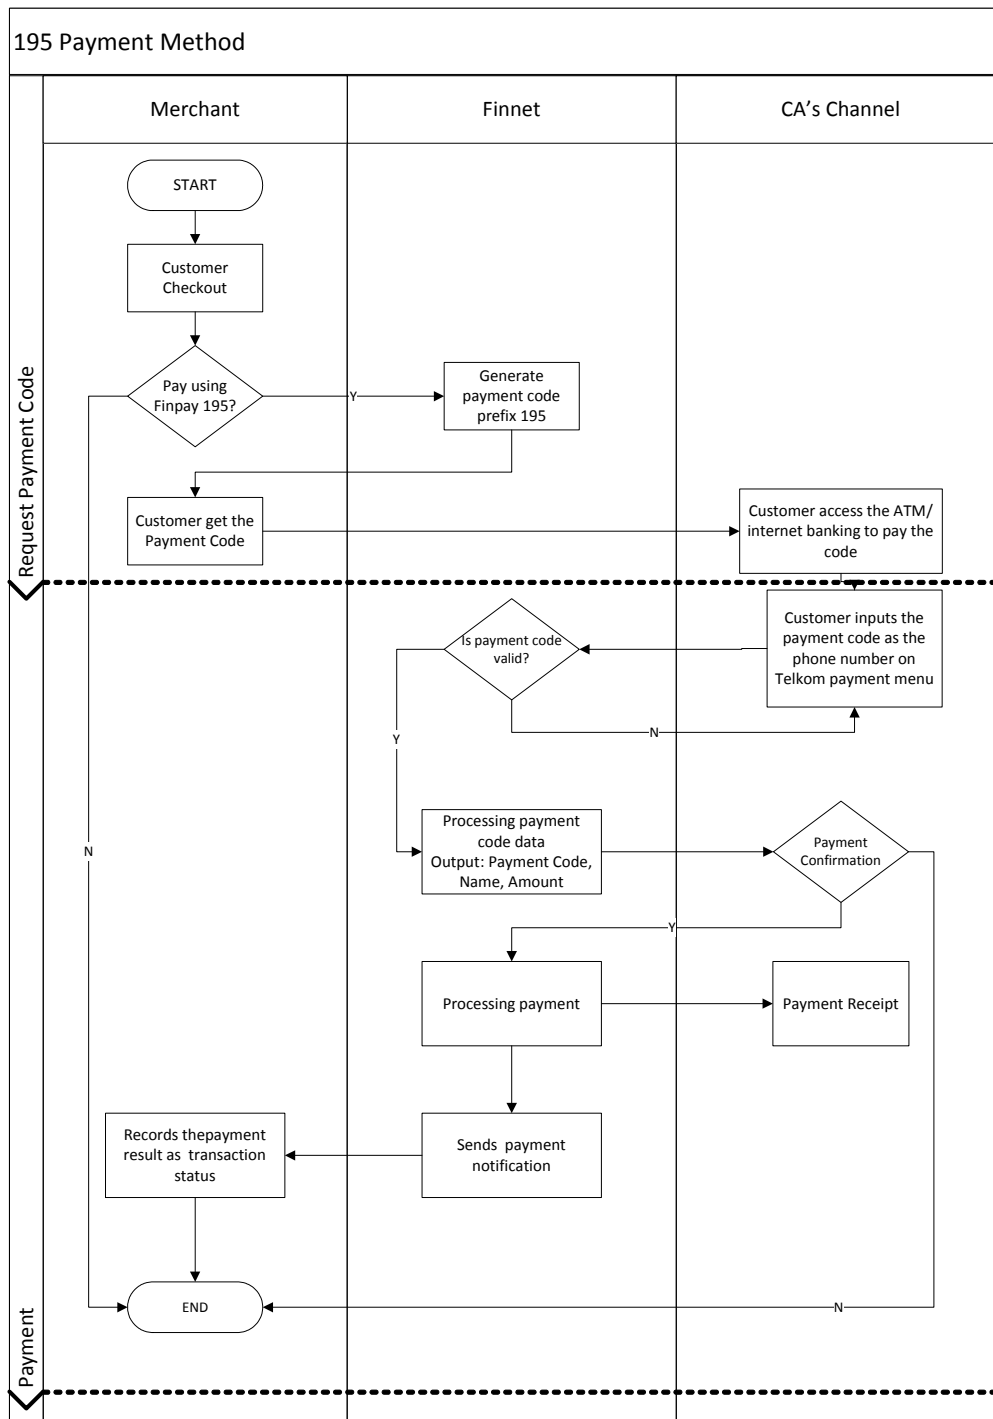 195 Payment Method
Merchant
Finnet
CA's Channel
Request Payment Code
START
Customer
Checkout
Pay using
Finpay 195?
Y
Generate
payment code
prefix 195
Customer get the
Payment Code
Customer access the ATM/
internet banking to pay the
code
Customer inputs the
payment code as the
phone number on
Telkom payment menu
Is payment code
valid?
N
Y
N
Processing payment
code data
Output: Payment Code,
Name, Amount
Payment
Confirmation
Y
Processing payment
Payment Receipt
Records thepayment
result as  transaction
status
Sends  payment
notification
END
N
Payment